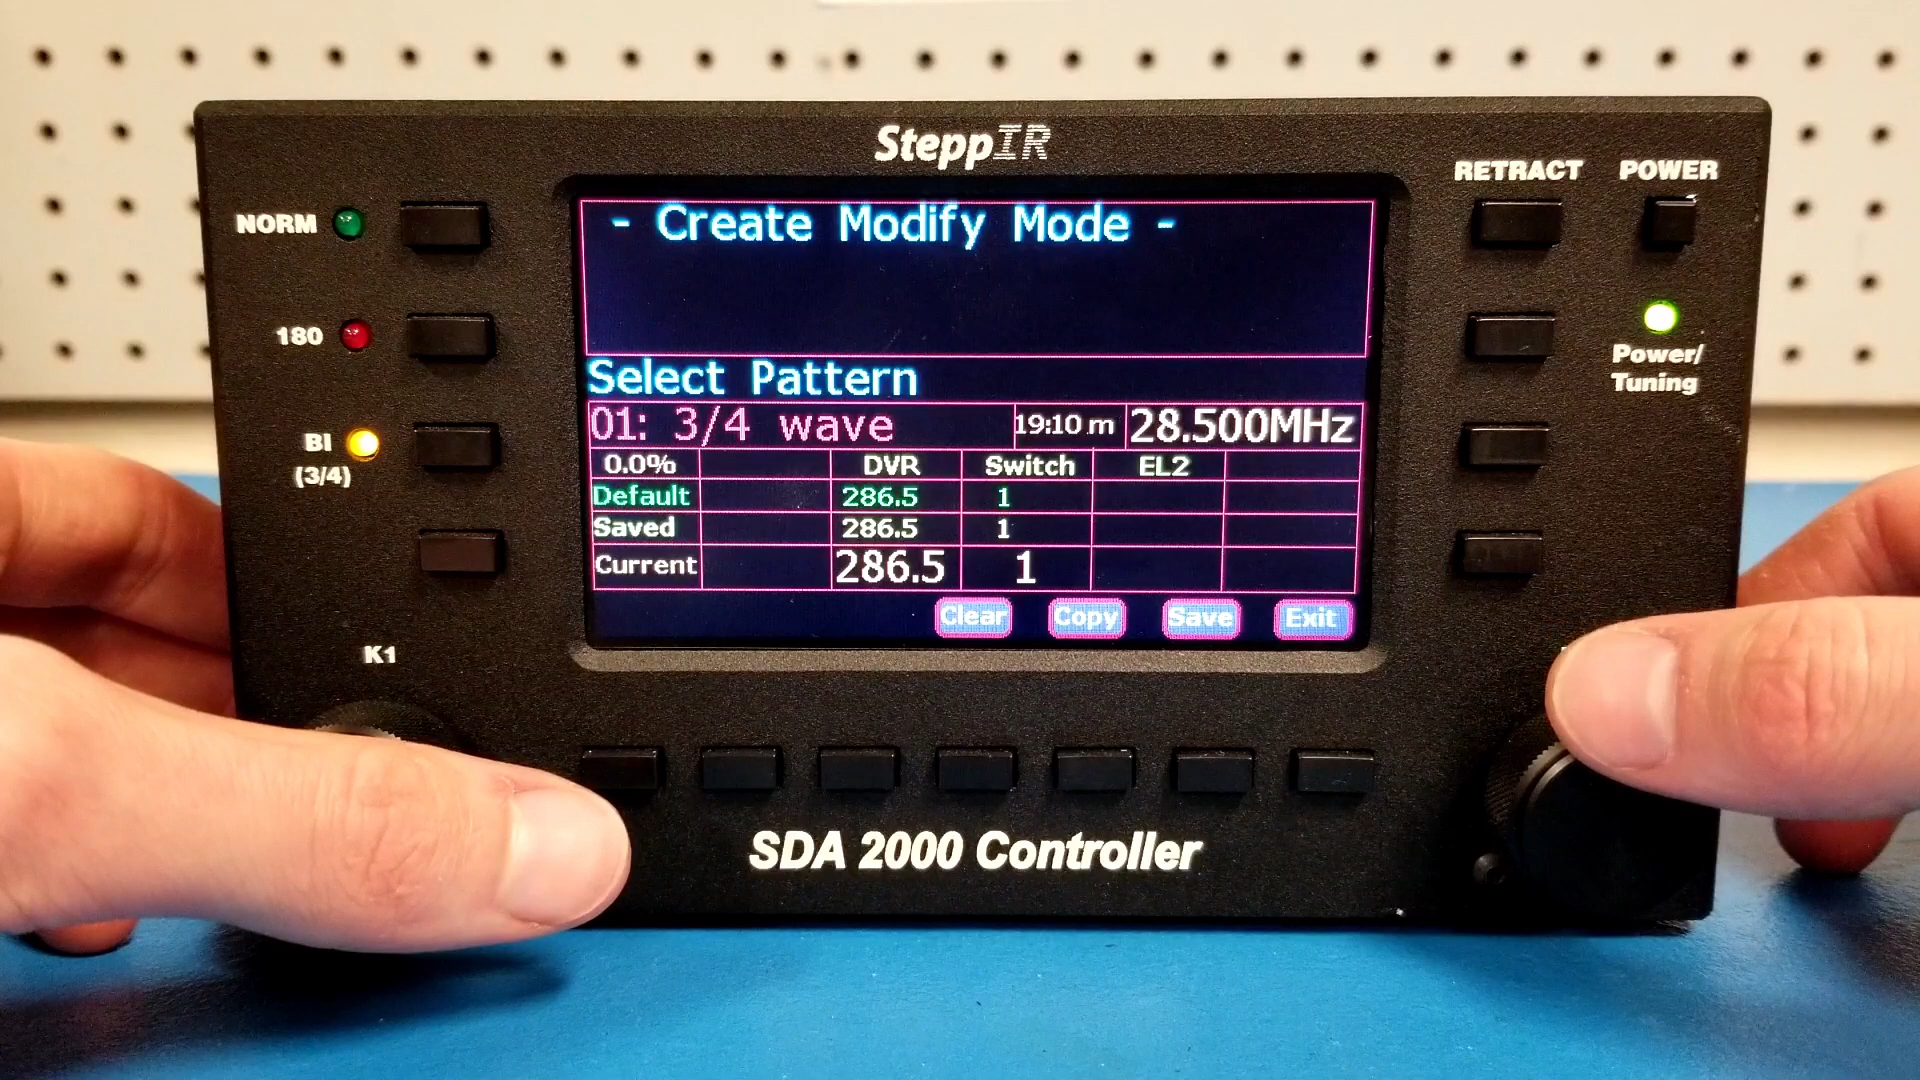 SteppIR
RETRACT
POWER
NORM
180
BI
(3/4)
K1
Power/
Tuning
- Create Modify Mode -
Select Pattern
01: 3/4 wave 19:10 m 28.500MHz
0.0% DVR Switch EL2
Default 286.5 1
Saved 286.5 1
Current 286.5 1
Clear Copy Save Exit
SDA 2000 Controller